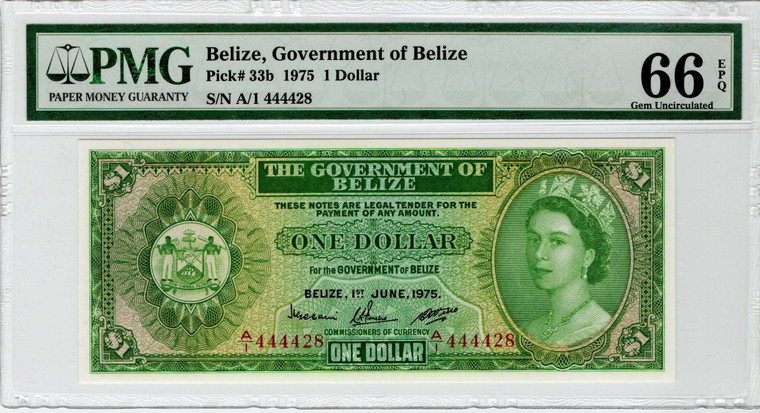 PMG
PAPER MONEY GUARANTY
Belize, Government of Belize
Pick# 33b 1975 1 Dollar
S/N A/1 444428
66 EPQ
Gem Uncirculated
$1
THE GOVERNMENT OF
BELIZE
THESE NOTES ARE LEGAL TENDER FOR THE
PAYMENT OF ANY AMOUNT.
ONE DOLLAR
For the GOVERNMENT of BELIZE
BELIZE, 1ST JUNE, 1975.
COMMISSIONERS OF CURRENCY
A/1 444428
A/1 444428
$1
ONE DOLLAR
$1